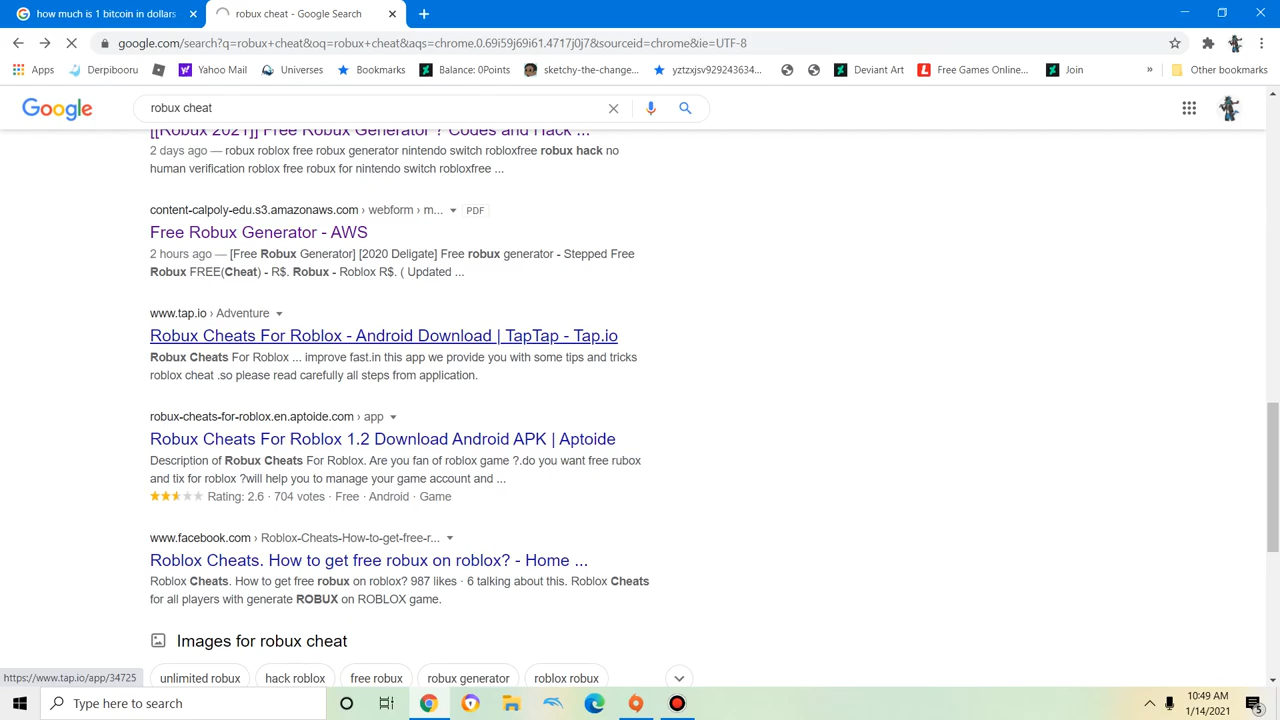 how much is 1 bitcoin in dollars
robux cheat - Google Search
google.com/search?q=robux+cheat&oq=robux+cheat&aqs=chrome.0.69i59j69i61.4717j0j7&sourceid=chrome&ie=UTF-8
Apps Derpibooru Yahoo Mail Universes Bookmarks Balance: 0Points sketchy-the-change... yztzxjsv929243634... Deviant Art Free Games Online... Join » Other bookmarks
Google robux cheat
[[Robux 2021]] Free Robux Generator ? Codes and Hack ...
2 days ago — robux roblox free robux generator nintendo switch robloxfree robux hack no
human verification roblox free robux for nintendo switch robloxfree ...
content-calpoly-edu.s3.amazonaws.com › webform › m... PDF
Free Robux Generator - AWS
2 hours ago — [Free Robux Generator] [2020 Deligate] Free robux generator - Stepped Free
Robux FREE(Cheat) - R$. Robux - Roblox R$. ( Updated ...
www.tap.io › Adventure
Robux Cheats For Roblox - Android Download | TapTap - Tap.io
Robux Cheats For Roblox ... improve fast.in this app we provide you with some tips and tricks
roblox cheat .so please read carefully all steps from application.
robux-cheats-for-roblox.en.aptoide.com › app
Robux Cheats For Roblox 1.2 Download Android APK | Aptoide
Description of Robux Cheats For Roblox. Are you fan of roblox game ?.do you want free rubox
and tix for roblox ?will help you to manage your game account and ...
Rating: 2.6 · 704 votes · Free · Android · Game
www.facebook.com › Roblox-Cheats-How-to-get-free-r...
Roblox Cheats. How to get free robux on roblox? - Home ...
Roblox Cheats. How to get free robux on roblox? 987 likes · 6 talking about this. Roblox Cheats
for all players with generate ROBUX on ROBLOX game.
Images for robux cheat
https://www.tap.io/app/34725
unlimited robux hack roblox free robux robux generator roblox robux
Type here to search
10:49 AM
1/14/2021
5